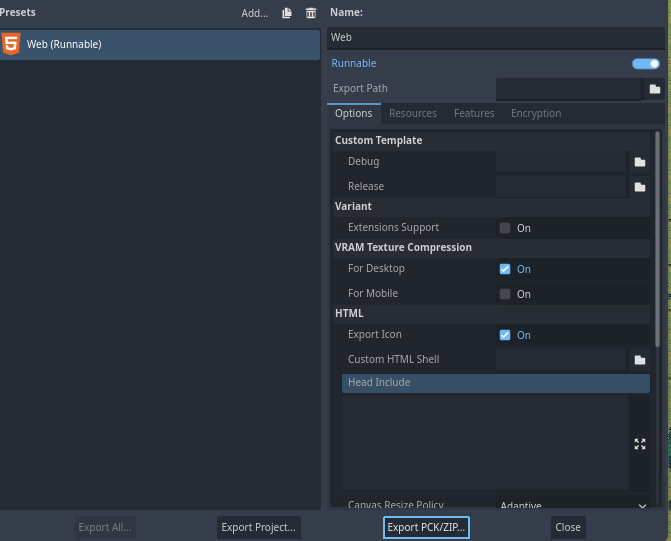 Presets
Add...
Name:
Web (Runnable)
Web
Runnable
Export Path
Options
Resources
Features
Encryption
Custom Template
Debug
Release
Variant
Extensions Support
On
VRAM Texture Compression
For Desktop
On
For Mobile
On
HTML
Export Icon
On
Custom HTML Shell
Head Include
Canvas Resize Policy
Adaptive
Export All...
Export Project...
Export PCK/ZIP...
Close